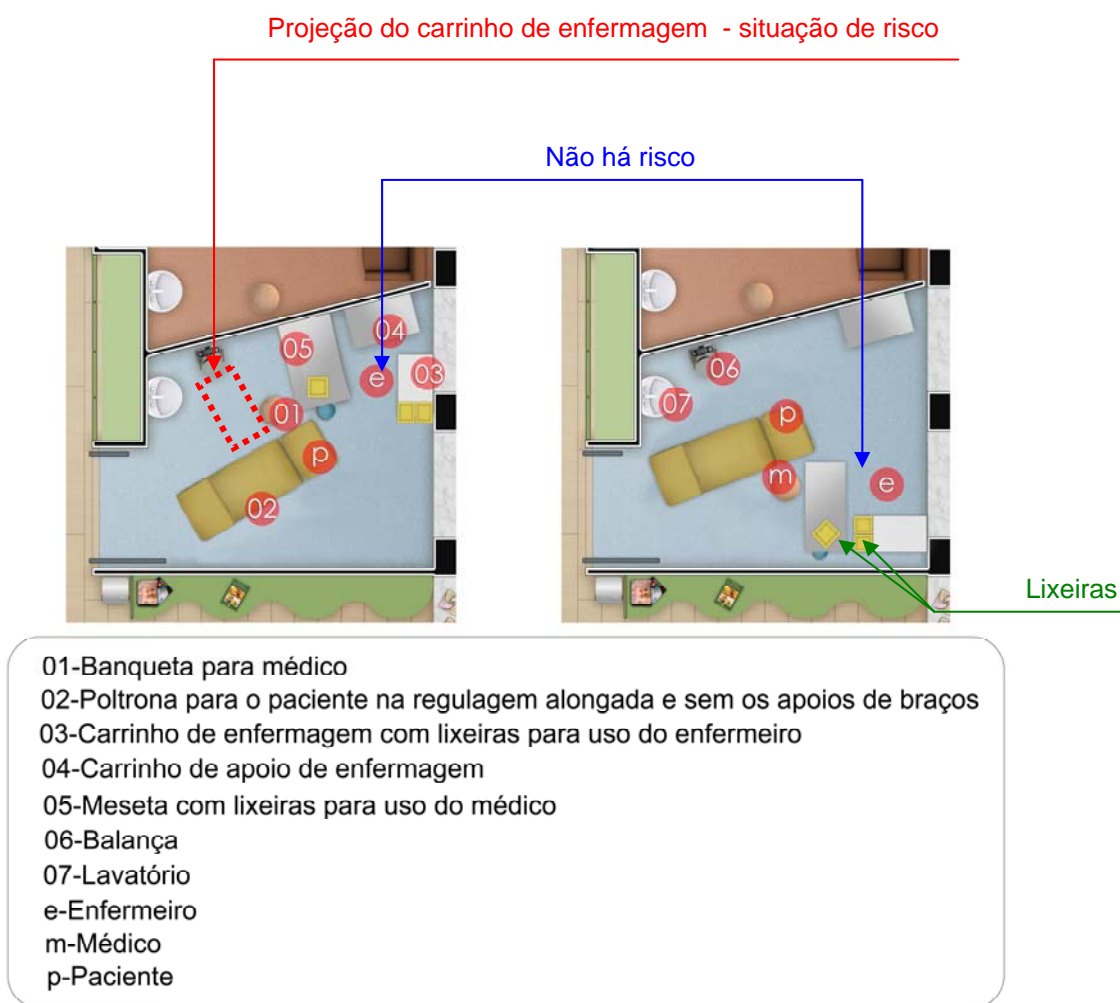 Projeção do carrinho de enfermagem - situação de risco
Não há risco
05
04
e
03
01
p
02
06
07
p
m
e
Lixeiras
01-Banqueta para médico
02-Poltrona para o paciente na regulagem alongada e sem os apoios de braços
03-Carrinho de enfermagem com lixeiras para uso do enfermeiro
04-Carrinho de apoio de enfermagem
05-Meseta com lixeiras para uso do médico
06-Balança
07-Lavatório
e-Enfermeiro
m-Médico
p-Paciente